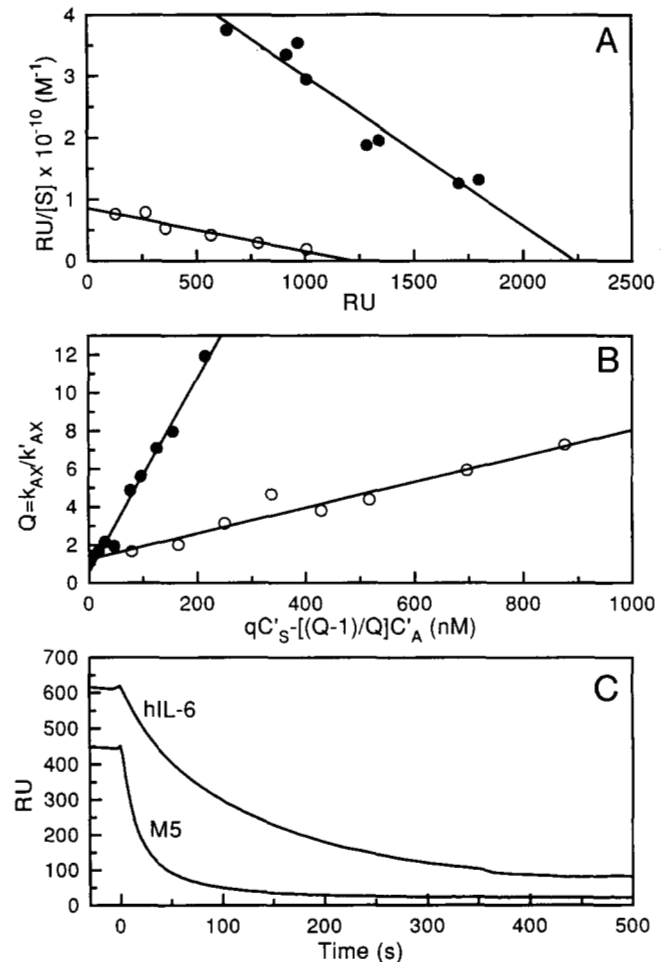 A
RU/[S] x 10⁻¹⁰ (M⁻¹)
4
3
2
1
0
0 500 1000 1500 2000 2500
RU
B
Q=k_AX/k'_AX
12
10
8
6
4
2
0
0 200 400 600 800 1000
qC'_S-[(Q-1)/Q]C'_A (nM)
C
RU
700
600
500
400
300
200
100
0
hIL-6
M5
0 100 200 300 400 500
Time (s)